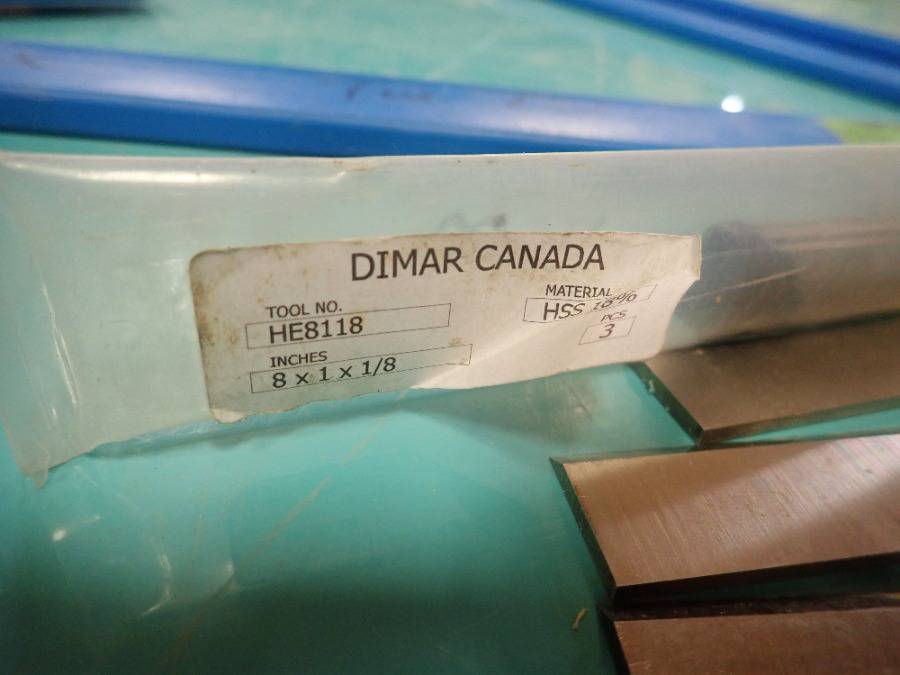 DIMAR CANADA
TOOL NO.
HE8118
INCHES
8 x 1 x 1/8
MATERIAL
HSS 18%
PCS
3